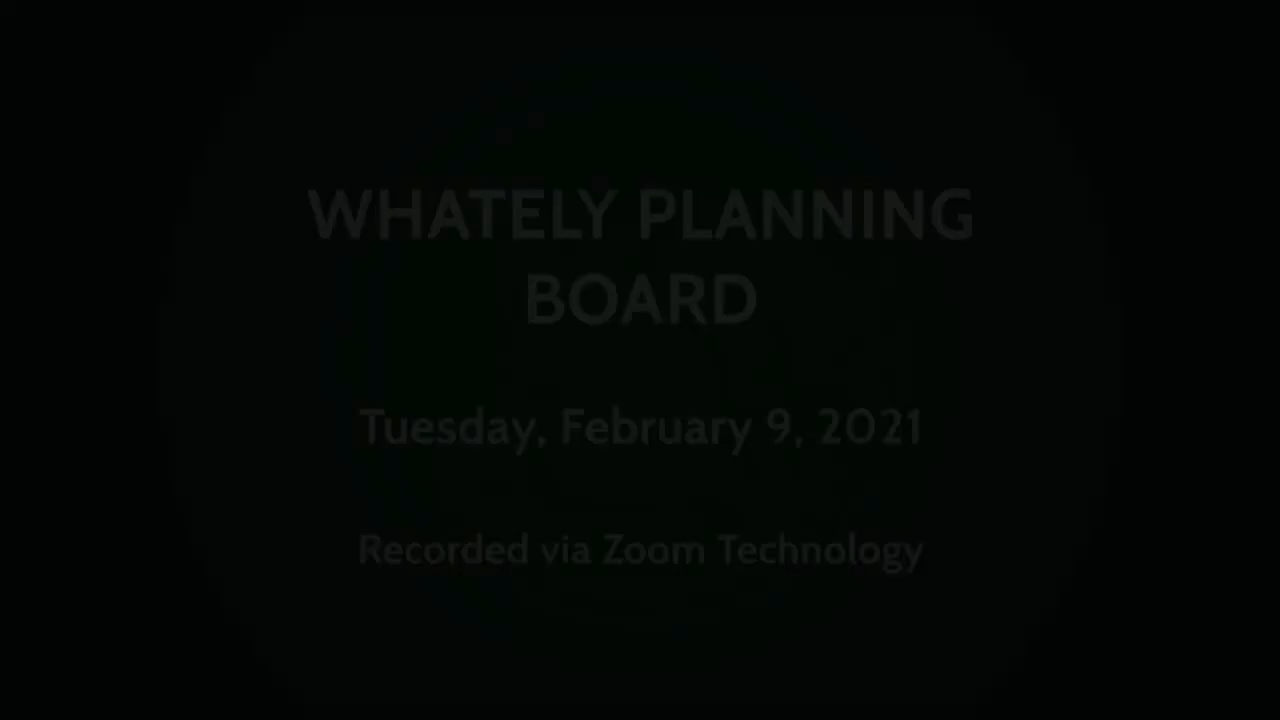 WHATELY PLANNING
BOARD
Tuesday, February 9, 2021
Recorded via Zoom Technology